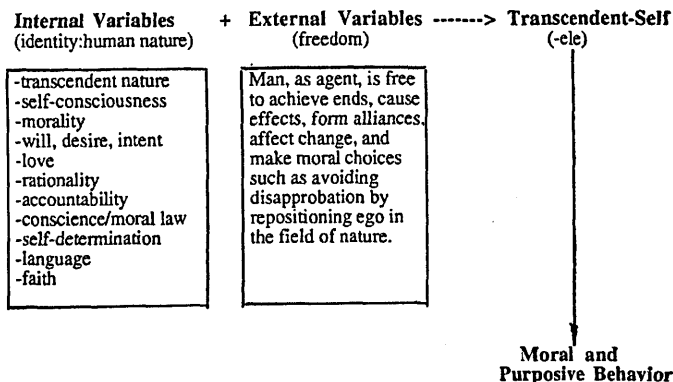 Internal Variables + External Variables -------> Transcendent-Self
(identity:human nature) (freedom) (-ele)
-transcendent nature
-self-consciousness
-morality
-will, desire, intent
-love
-rationality
-accountability
-conscience/moral law
-self-determination
-language
-faith
Man, as agent, is free
to achieve ends, cause
effects, form alliances,
affect change, and
make moral choices
such as avoiding
disapprobation by
repositioning ego in
the field of nature.
Moral and
Purposive Behavior